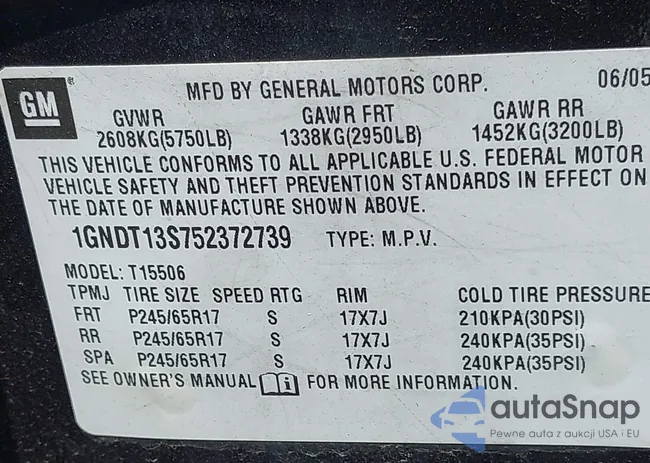 GM®
MFD BY GENERAL MOTORS CORP. 06/05
GVWR GAWR FRT GAWR RR
2608KG(5750LB) 1338KG(2950LB) 1452KG(3200LB)
THIS VEHICLE CONFORMS TO ALL APPLICABLE U.S. FEDERAL MOTOR
VEHICLE SAFETY AND THEFT PREVENTION STANDARDS IN EFFECT ON
THE DATE OF MANUFACTURE SHOWN ABOVE.
1GNDT13S752372739 TYPE: M.P.V.
MODEL: T15506
TPMJ TIRE SIZE SPEED RTG RIM COLD TIRE PRESSURE
FRT P245/65R17 S 17X7J 210KPA(30PSI)
RR P245/65R17 S 17X7J 240KPA(35PSI)
SPA P245/65R17 S 17X7J 240KPA(35PSI)
SEE OWNER'S MANUAL FOR MORE INFORMATION.
autaSnap
Pewne auta z aukcji USA i EU